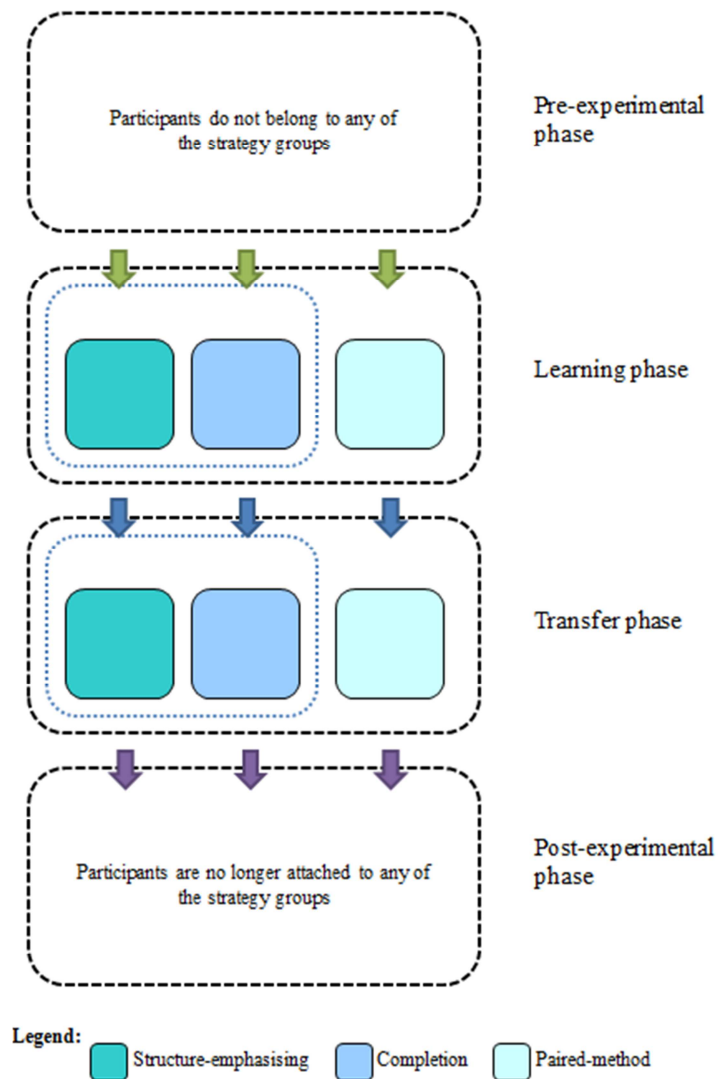 Participants do not belong to any of
the strategy groups
Pre-experimental
phase
Learning phase
Transfer phase
Participants are no longer attached to any of
the strategy groups
Post-experimental
phase
Legend:
Structure-emphasising
Completion
Paired-method